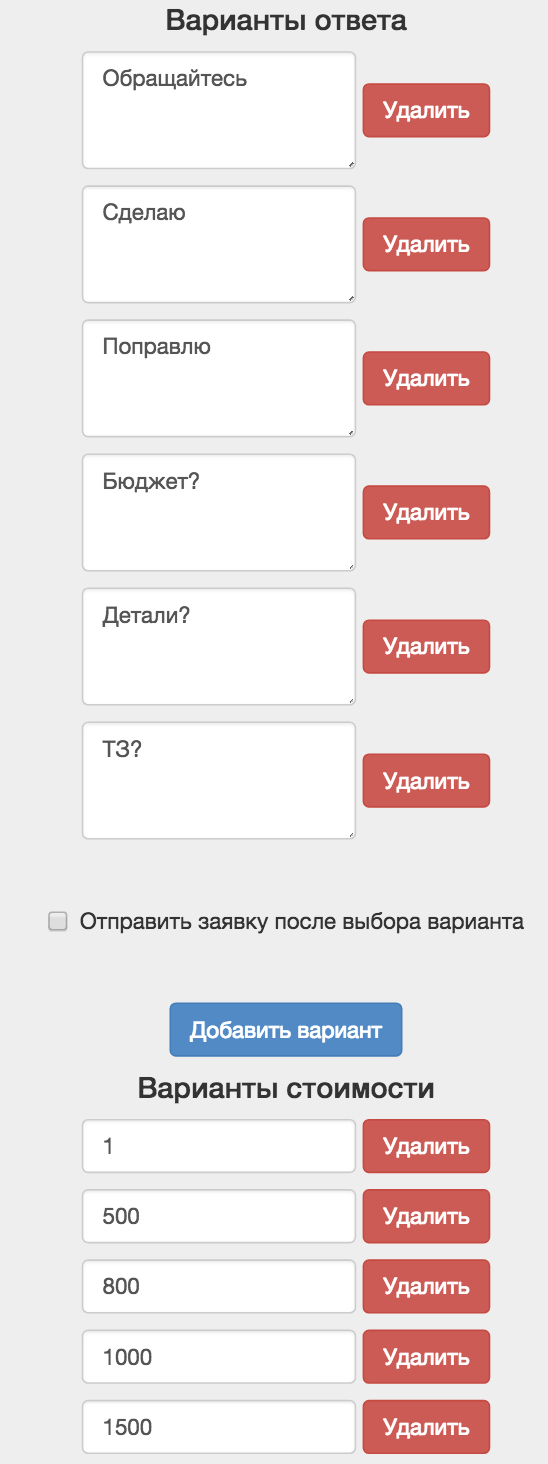 Варианты ответа
Обращайтесь
Удалить
Сделаю
Удалить
Поправлю
Удалить
Бюджет?
Удалить
Детали?
Удалить
ТЗ?
Удалить
Отправить заявку после выбора варианта
Добавить вариант
Варианты стоимости
1
Удалить
500
Удалить
800
Удалить
1000
Удалить
1500
Удалить